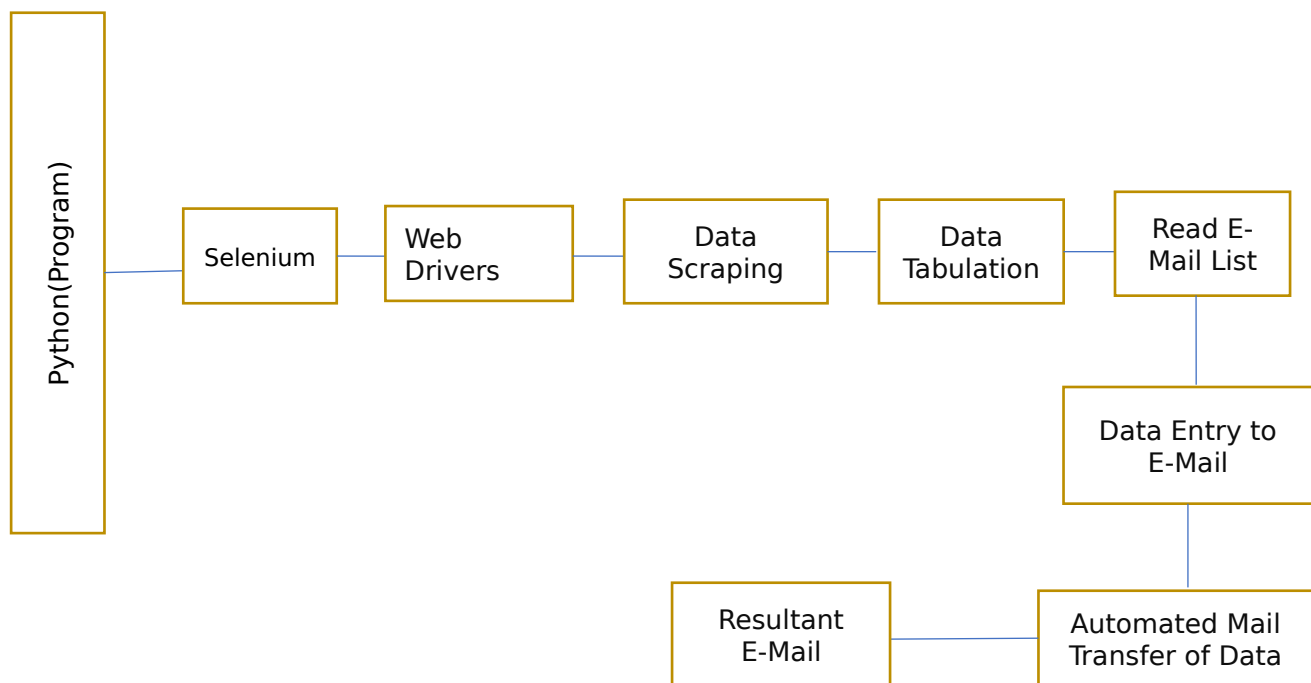 Python(Program)
Selenium
Web
Drivers
Data
Scraping
Data
Tabulation
Read E-
Mail List
Data Entry to
E-Mail
Automated Mail
Transfer of Data
Resultant
E-Mail